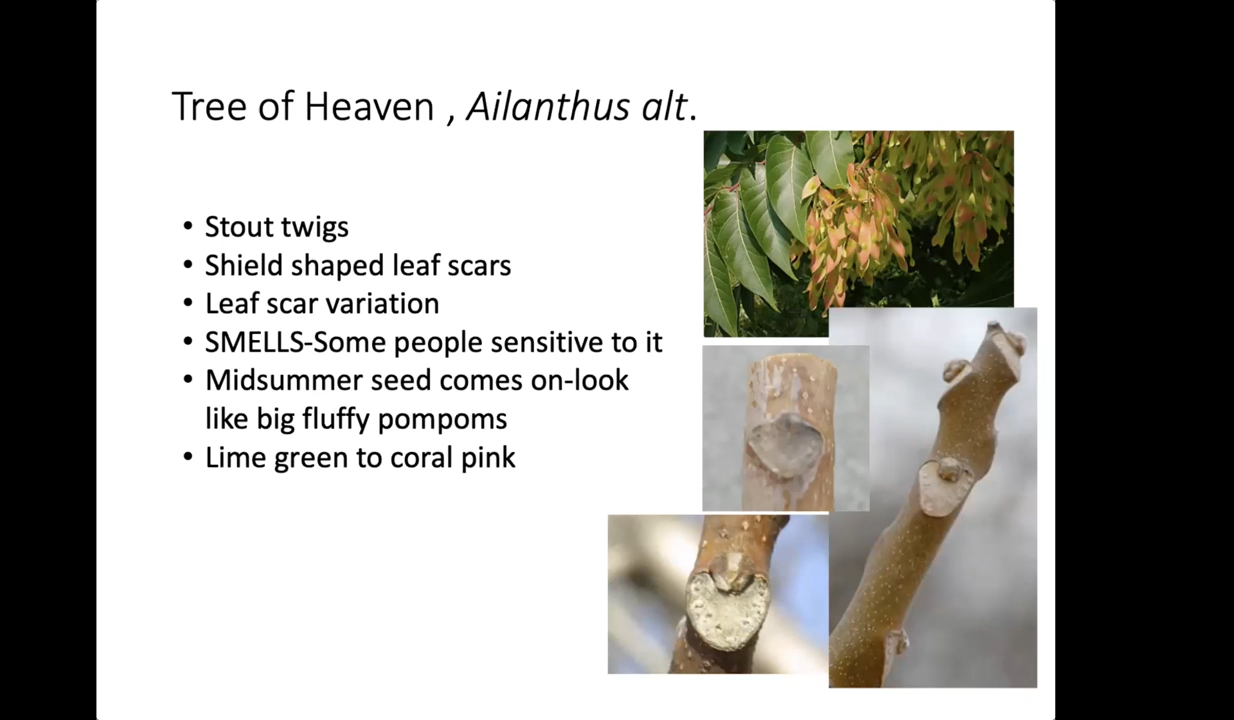 Tree of Heaven , Ailanthus alt.
• Stout twigs
• Shield shaped leaf scars
• Leaf scar variation
• SMELLS-Some people sensitive to it
• Midsummer seed comes on-look
like big fluffy pompoms
• Lime green to coral pink